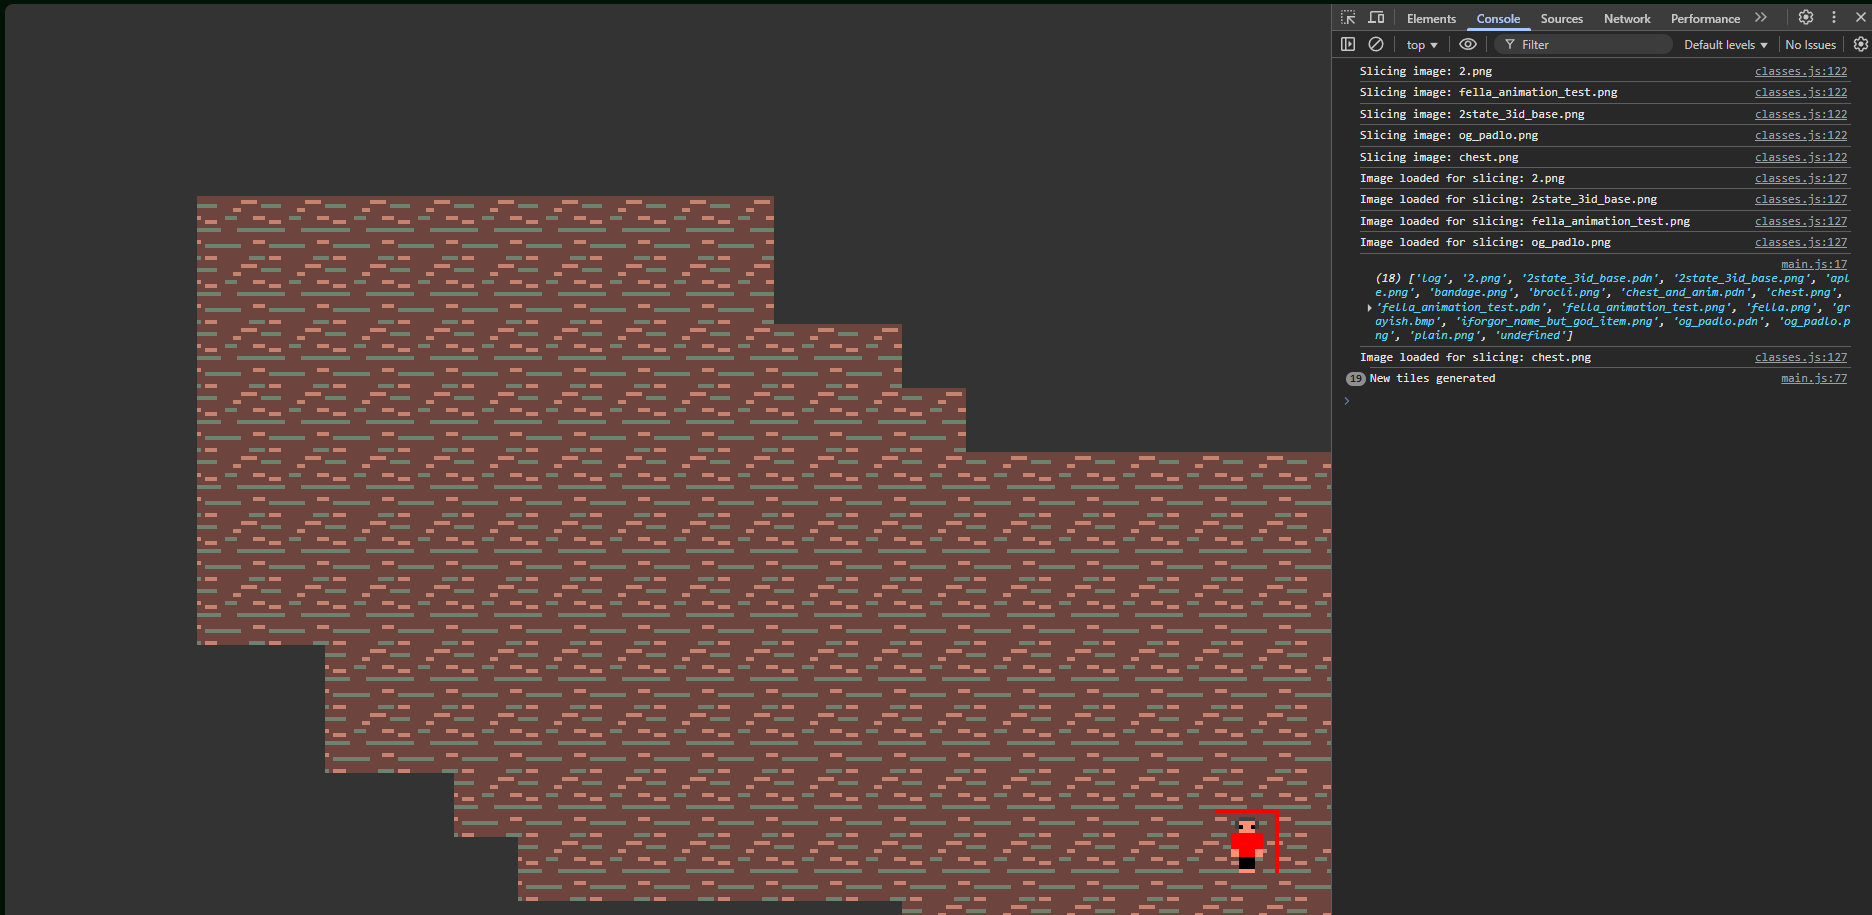 Elements Console Sources Network Performance
top Filter Default levels No Issues
Slicing image: 2.png classes.js:122
Slicing image: fella_animation_test.png classes.js:122
Slicing image: 2state_3id_base.png classes.js:122
Slicing image: og_padlo.png classes.js:122
Slicing image: chest.png classes.js:122
Image loaded for slicing: 2.png classes.js:127
Image loaded for slicing: 2state_3id_base.png classes.js:127
Image loaded for slicing: fella_animation_test.png classes.js:127
Image loaded for slicing: og_padlo.png classes.js:127
main.js:17
(18) ['log', '2.png', '2state_3id_base.pdn', '2state_3id_base.png', 'apl
e.png', 'bandage.png', 'brocli.png', 'chest_and_anim.pdn', 'chest.png',
'fella_animation_test.pdn', 'fella_animation_test.png', 'fella.png', 'gr
ayish.bmp', 'iforgor_name_but_god_item.png', 'og_padlo.pdn', 'og_padlo.p
ng', 'plain.png', 'undefined']
Image loaded for slicing: chest.png classes.js:127
19 New tiles generated main.js:77